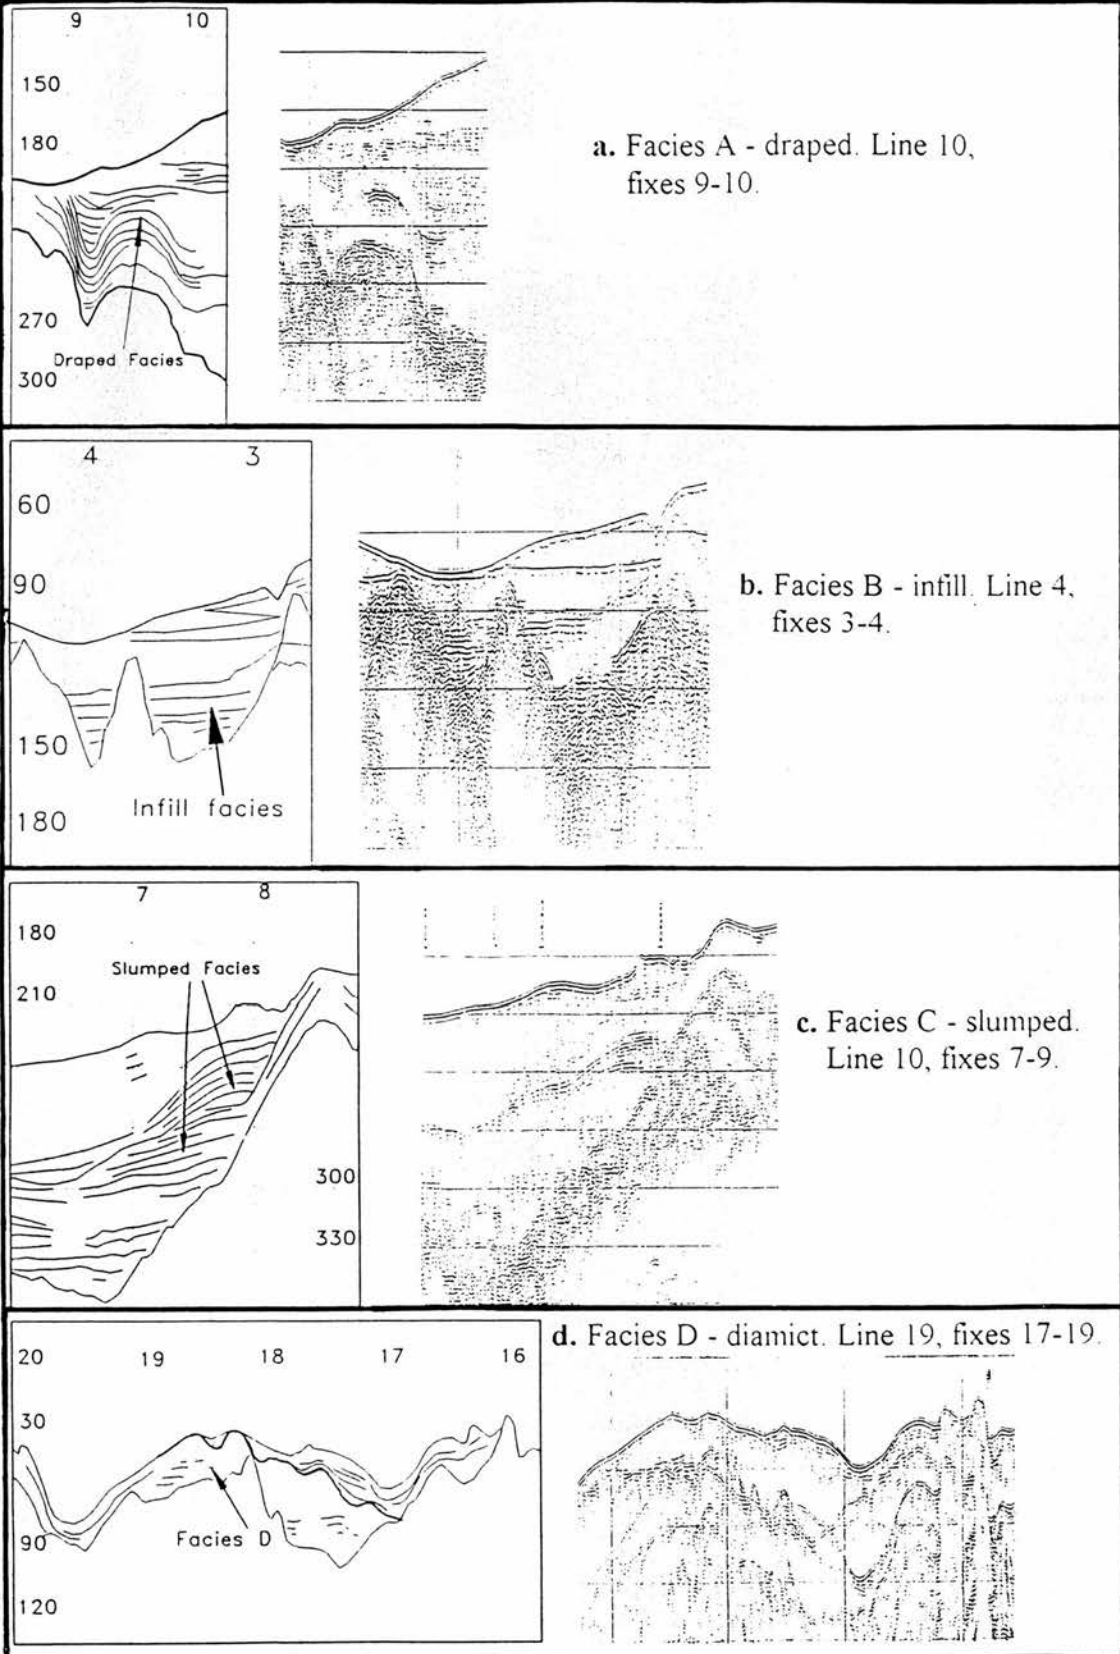 9 10
150
180
270
Draped Facies
300
a. Facies A - draped. Line 10,
fixes 9-10.
4 3
60
90
150
Infill facies
180
b. Facies B - infill. Line 4,
fixes 3-4.
7 8
180
Slumped Facies
210
300
330
c. Facies C - slumped.
Line 10, fixes 7-9.
d. Facies D - diamict. Line 19, fixes 17-19.
20 19 18 17 16
30
90
Facies D
120